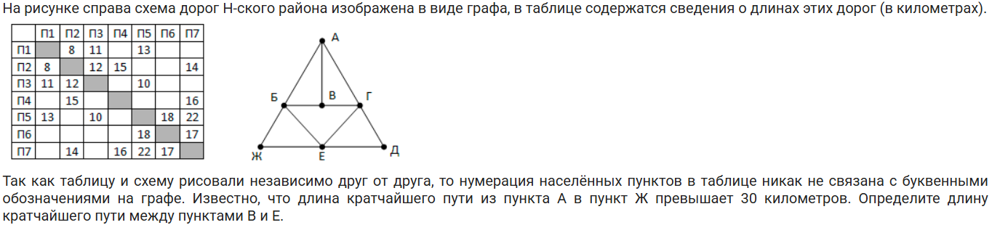 На рисунке справа схема дорог Н-ского района изображена в виде графа, в таблице содержатся сведения о длинах этих дорог (в километрах).
П1 П2 П3 П4 П5 П6 П7
П1 8 11 13
П2 8 12 15 14
П3 11 12 10
П4 15 16
П5 13 10 18 22
П6 18 17
П7 14 16 22 17
А
Б В Г
Ж Е Д
Так как таблицу и схему рисовали независимо друг от друга, то нумерация населённых пунктов в таблице никак не связана с буквенными
обозначениями на графе. Известно, что длина кратчайшего пути из пункта А в пункт Ж превышает 30 километров. Определите длину
кратчайшего пути между пунктами В и Е.